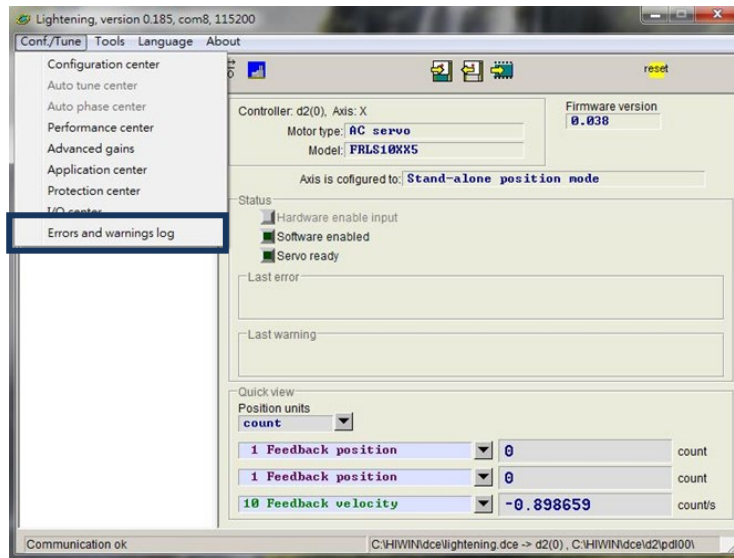 Lightening, version 0.185, com8, 115200
Conf./Tune Tools Language About
Configuration center
Auto tune center
Auto phase center
Performance center
Advanced gains
Application center
Protection center
I/O center
Errors and warnings log
reset
Controller: d2(0), Axis: X
Motor type: AC servo
Model: FRLS10XX5
Firmware version
0.038
Axis is cofigured to: Stand-alone position mode
Status
Hardware enable input
Software enabled
Servo ready
Last error
Last warning
Quick view
Position units
count
1 Feedback position 0 count
1 Feedback position 0 count
10 Feedback velocity -0.898659 count/s
Communication ok C:\HIWIN\dce\lightening.dce -> d2(0) , C:\HIWIN\dce\d2\pdl00\